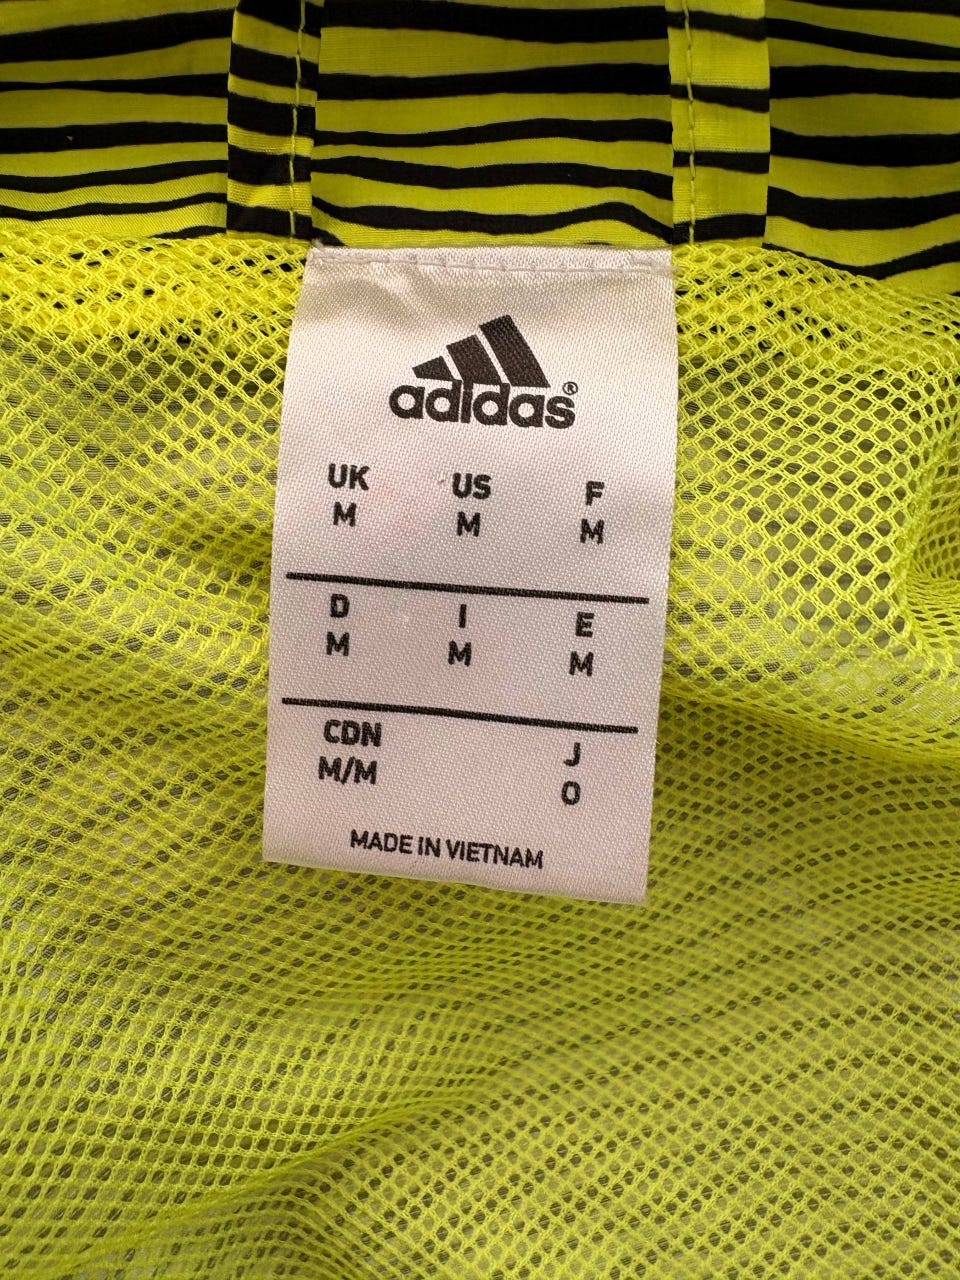 adidas®
UK US F
M M M
D I E
M M M
CDN J
M/M O
MADE IN VIETNAM